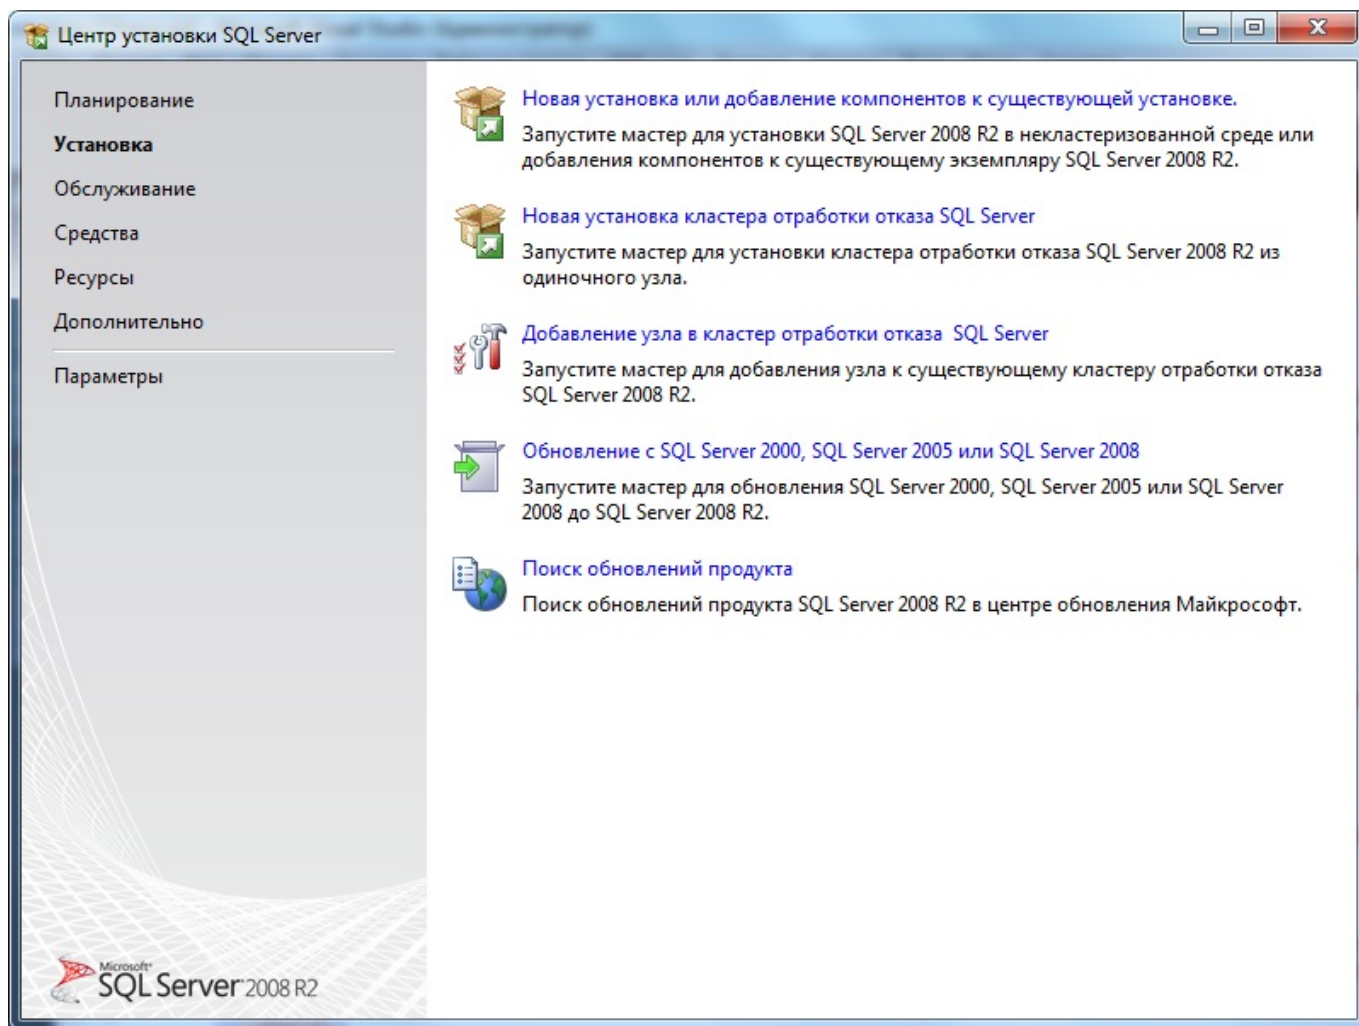 Центр установки SQL Server
Планирование
Установка
Обслуживание
Средства
Ресурсы
Дополнительно
Параметры
Новая установка или добавление компонентов к существующей установке.
Запустите мастер для установки SQL Server 2008 R2 в некластеризованной среде или
добавления компонентов к существующему экземпляру SQL Server 2008 R2.
Новая установка кластера отработки отказа SQL Server
Запустите мастер для установки кластера отработки отказа SQL Server 2008 R2 из
одиночного узла.
Добавление узла в кластер отработки отказа  SQL Server
Запустите мастер для добавления узла к существующему кластеру отработки отказа
SQL Server 2008 R2.
Обновление с SQL Server 2000, SQL Server 2005 или SQL Server 2008
Запустите мастер для обновления SQL Server 2000, SQL Server 2005 или SQL Server
2008 до SQL Server 2008 R2.
Поиск обновлений продукта
Поиск обновлений продукта SQL Server 2008 R2 в центре обновления Майкрософт.
Microsoft
SQL Server 2008 R2